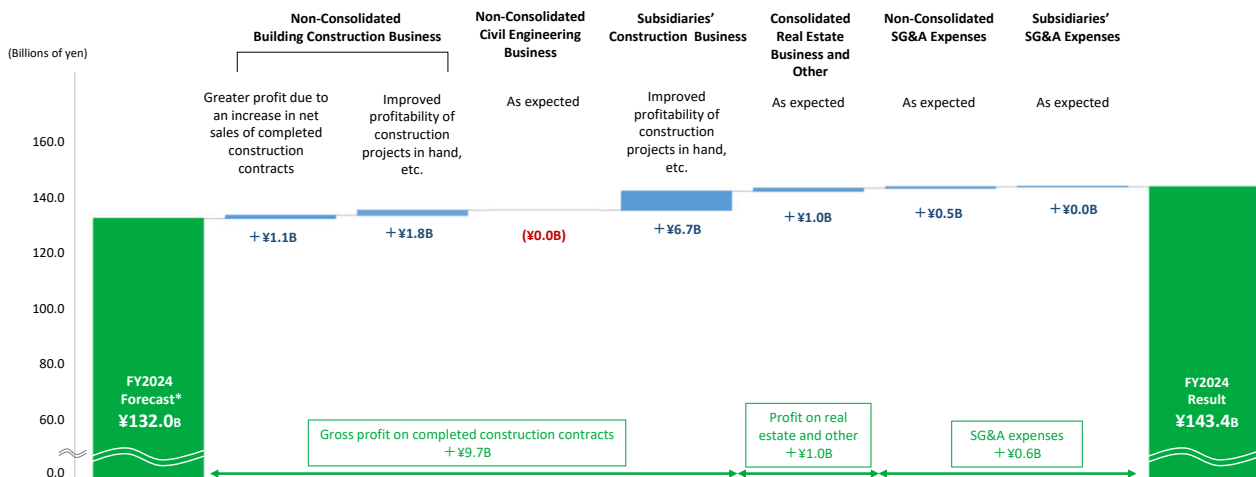 Non-Consolidated
Building Construction Business
Non-Consolidated
Civil Engineering
Business
Subsidiaries’
Construction Business
Consolidated
Real Estate
Business and
Other
Non-Consolidated
SG&A Expenses
Subsidiaries’
SG&A Expenses
(Billions of yen)
Greater profit due to
an increase in net
sales of completed
construction
contracts
Improved
profitability of
construction
projects in hand,
etc.
As expected
Improved
profitability of
construction
projects in hand,
etc.
As expected
As expected
As expected
160.0
140.0
120.0
100.0
80.0
60.0
0.0
+¥1.1B
+¥1.8B
(¥0.0B)
+¥6.7B
+¥1.0B
+¥0.5B
+¥0.0B
FY2024
Forecast*
¥132.0B
Gross profit on completed construction contracts
+¥9.7B
Profit on real
estate and other
+¥1.0B
SG&A expenses
+¥0.6B
FY2024
Result
¥143.4B